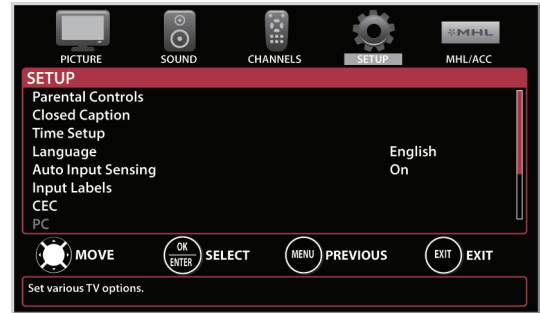 MHL
PICTURE SOUND CHANNELS SETUP MHL/ACC
SETUP
Parental Controls
Closed Caption
Time Setup
Language English
Auto Input Sensing On
Input Labels
CEC
PC
MOVE OK ENTER SELECT MENU PREVIOUS EXIT EXIT
Set various TV options.